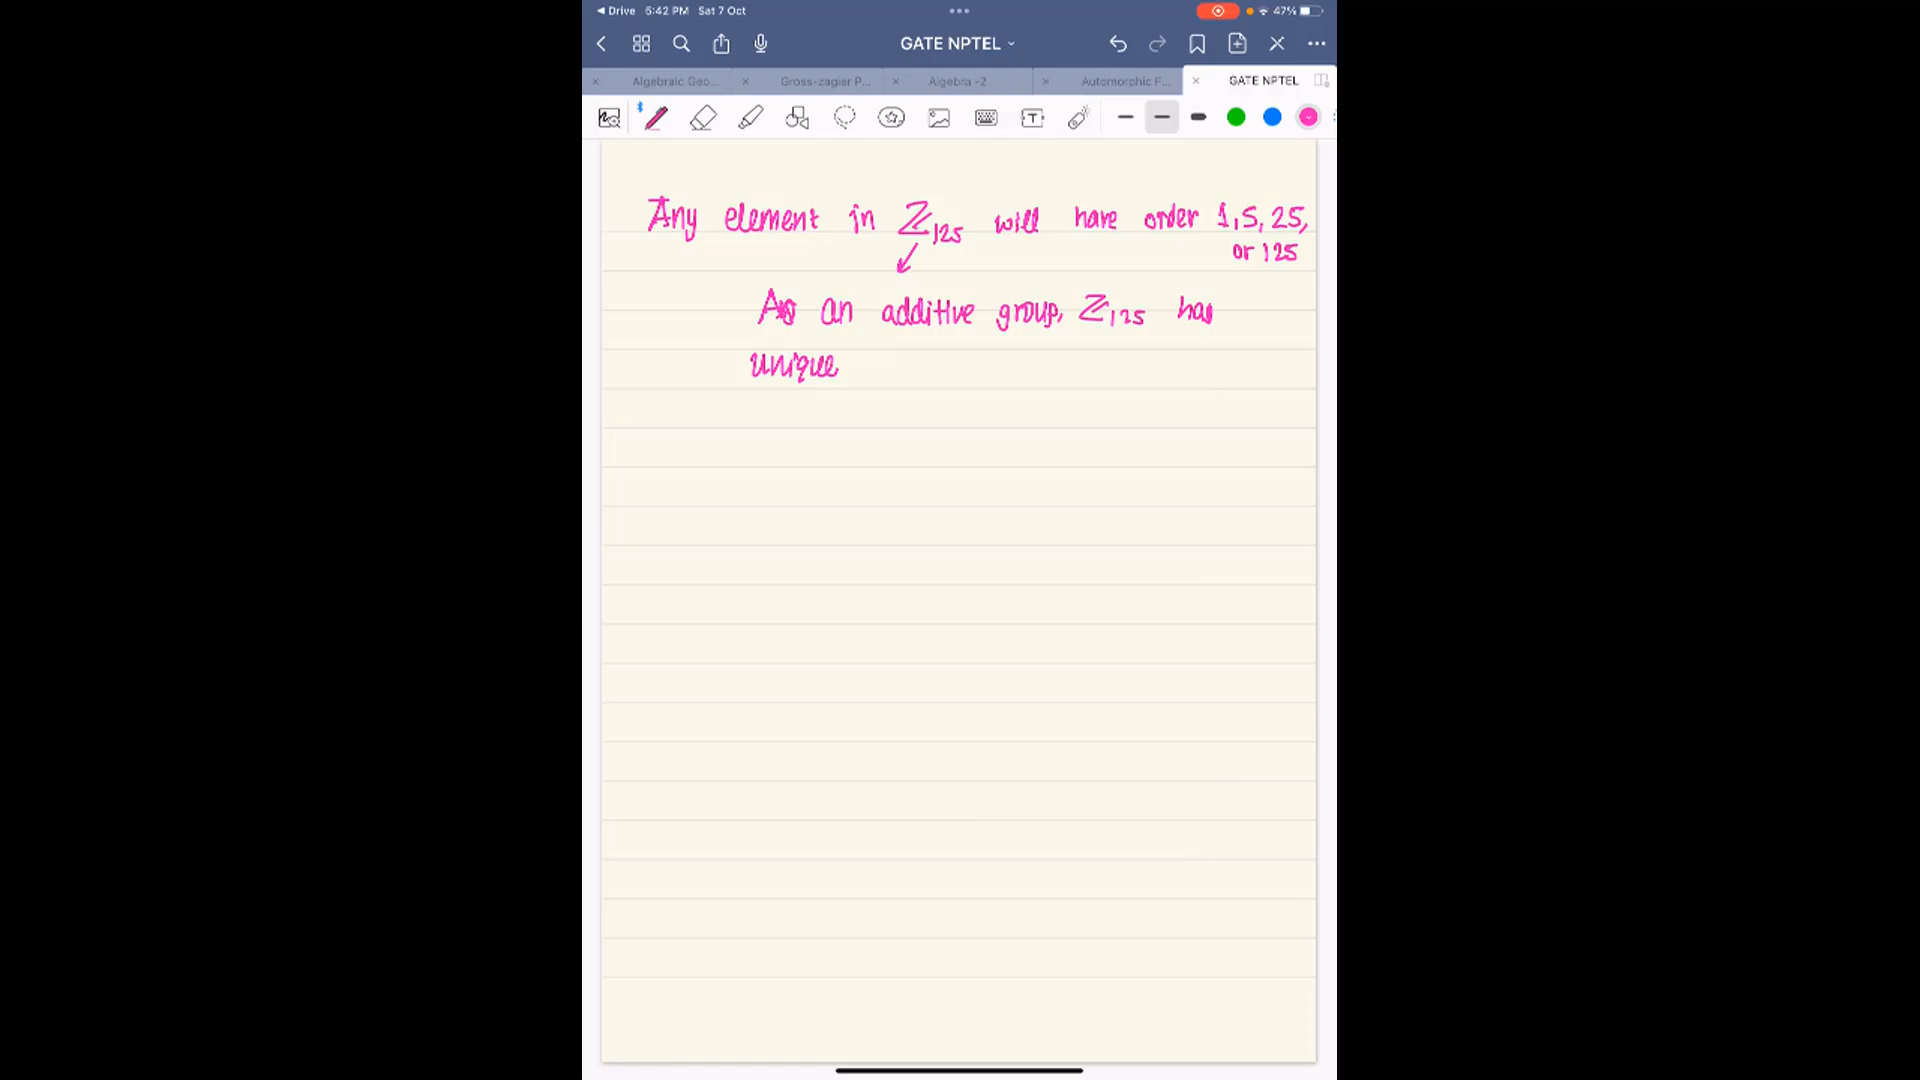 Drive 5:42 PM Sat 7 Oct 47%
GATE NPTEL
Algebraic Geo... Gross-zagier P... Algebra -2 Automorphic F... GATE NPTEL
Any element in ℤ₁₂₅ will have order 1, 5, 25,
or 125
As an additive group, ℤ₁₂₅ has
unique